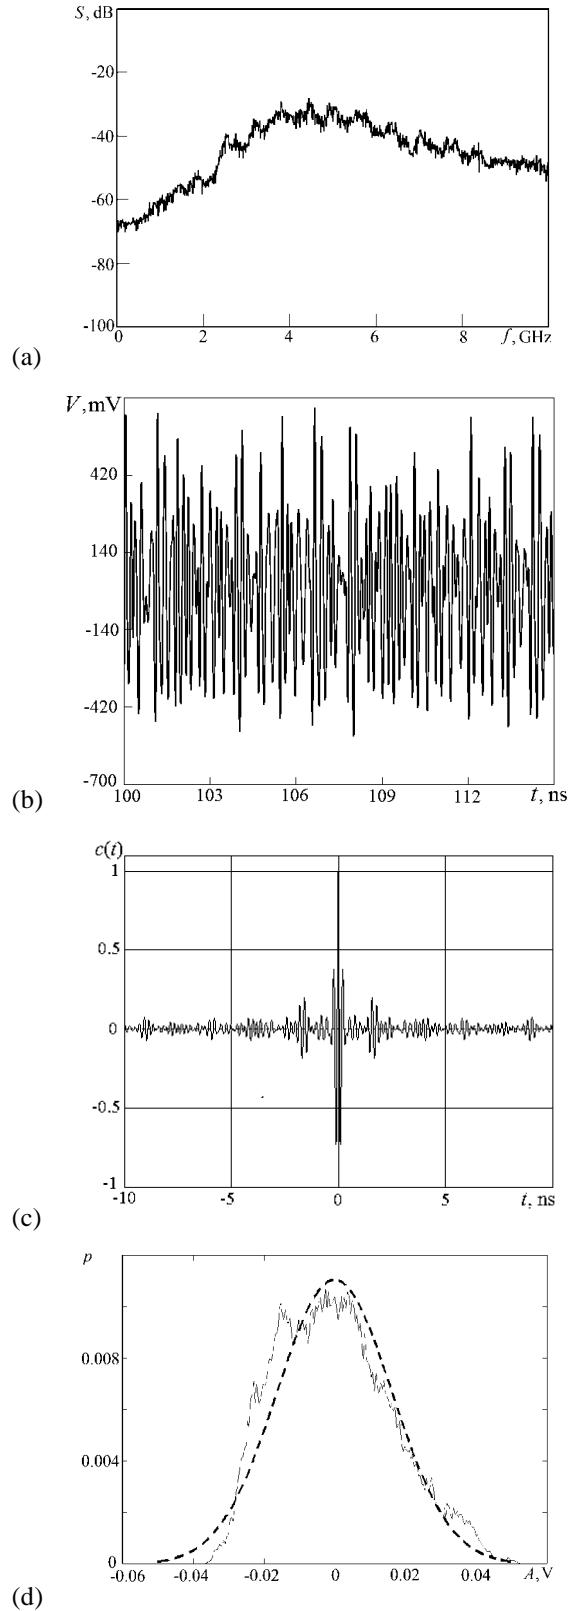 S, dB
-20
-40
-60
-80
-100
0 2 4 6 8 f, GHz
(a)
V, mV
420
140
-140
-420
-700
100 103 106 109 112 t, ns
(b)
c(t)
1
0.5
0
-0.5
-1
-10 -5 0 5 t, ns
(c)
p
0.008
0.004
0
-0.06 -0.04 -0.02 0 0.02 0.04 A, V
(d)